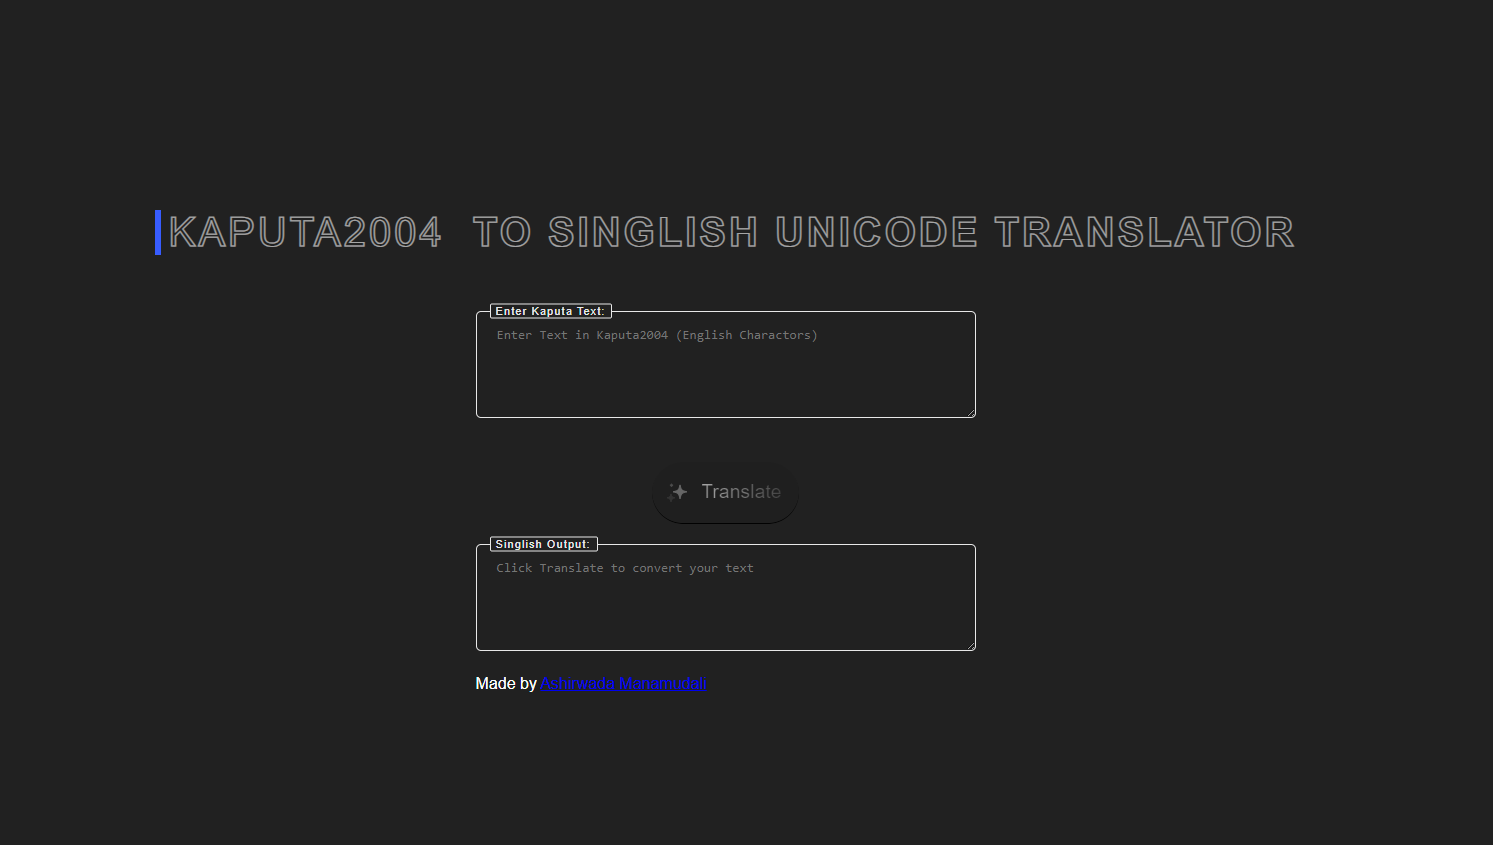 KAPUTA2004 TO SINGLISH UNICODE TRANSLATOR
Enter Kaputa Text:
Enter Text in Kaputa2004 (English Charactors)
Translate
Singlish Output:
Click Translate to convert your text
Made by Ashirwada Menamudali